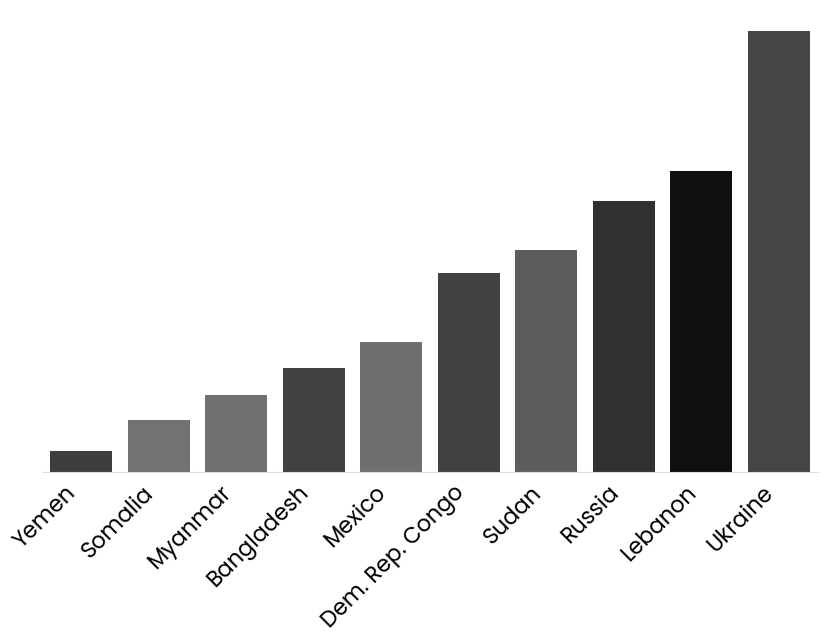 Yemen
Somalia
Myanmar
Bangladesh
Mexico
Dem. Rep. Congo
Sudan
Russia
Lebanon
Ukraine